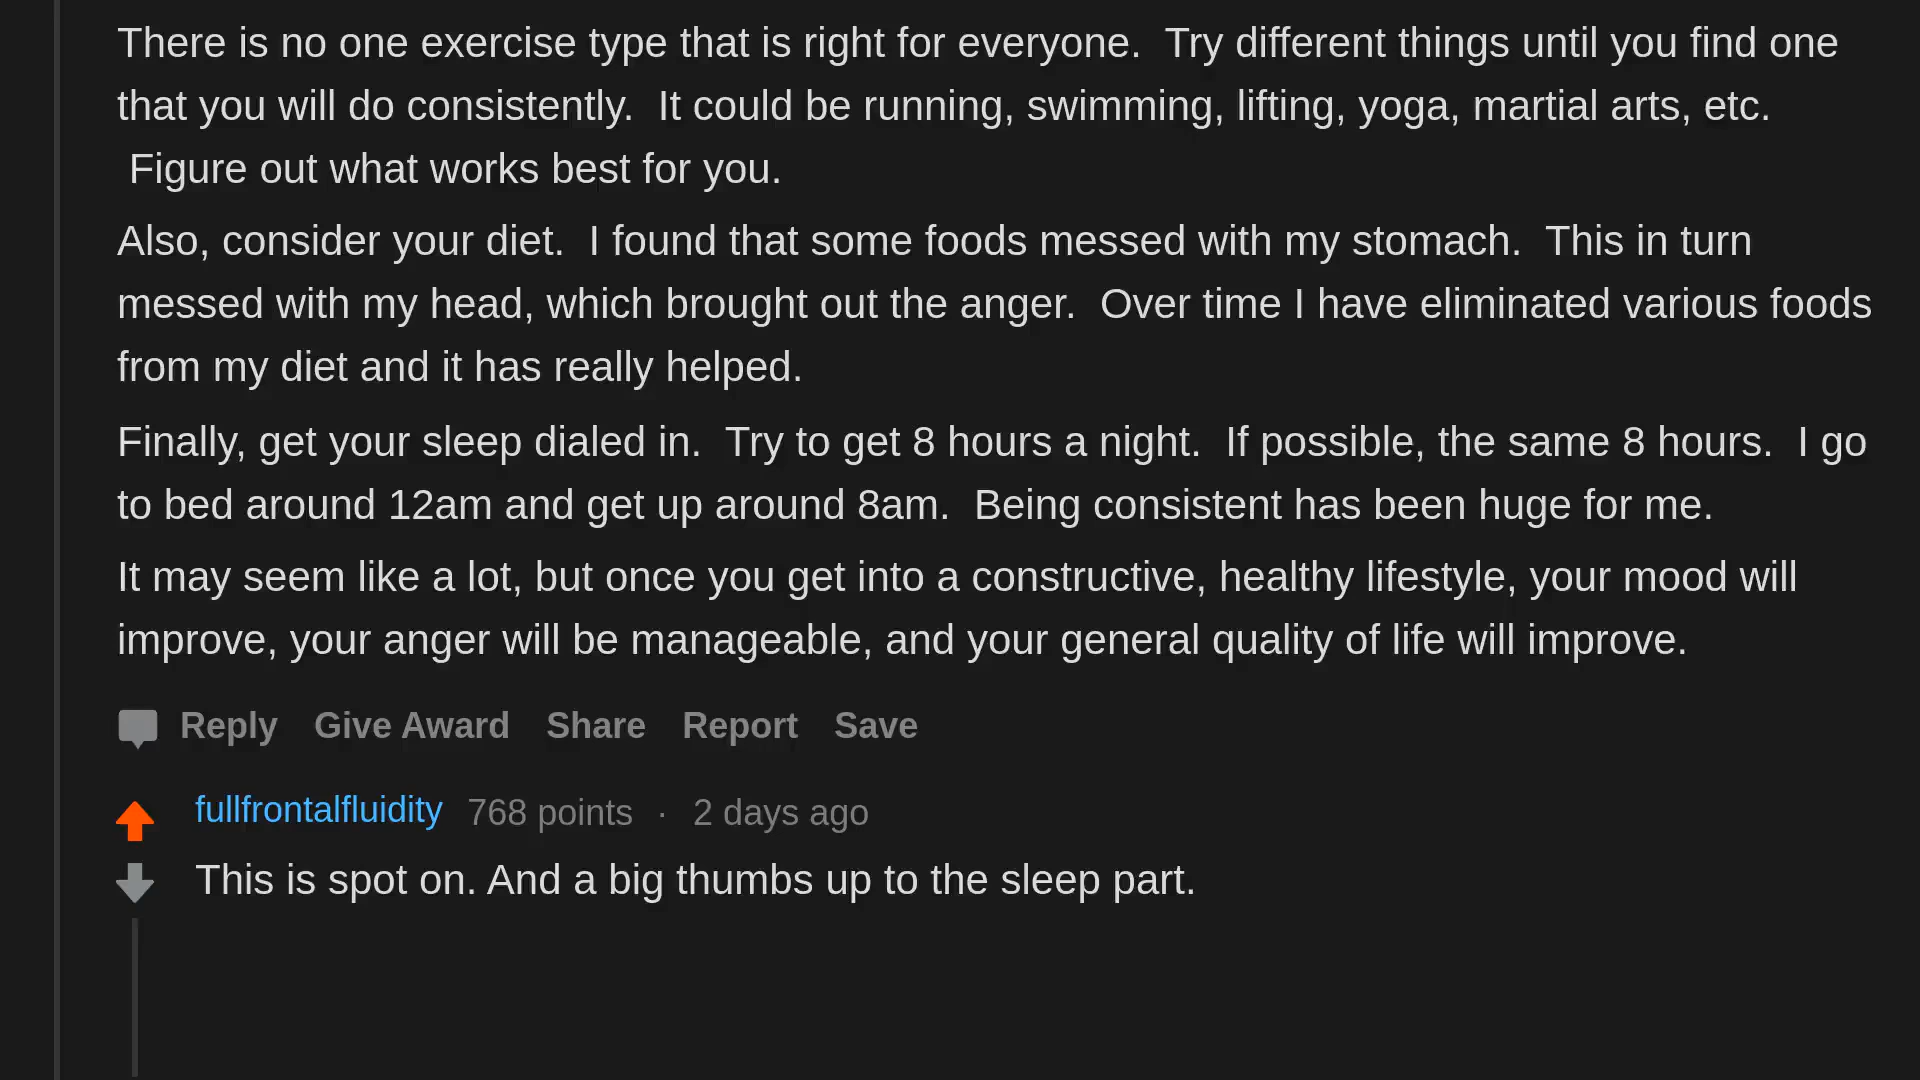 There is no one exercise type that is right for everyone.  Try different things until you find one
that you will do consistently.  It could be running, swimming, lifting, yoga, martial arts, etc.
Figure out what works best for you.
Also, consider your diet.  I found that some foods messed with my stomach.  This in turn
messed with my head, which brought out the anger.  Over time I have eliminated various foods
from my diet and it has really helped.
Finally, get your sleep dialed in.  Try to get 8 hours a night.  If possible, the same 8 hours.  I go
to bed around 12am and get up around 8am.  Being consistent has been huge for me.
It may seem like a lot, but once you get into a constructive, healthy lifestyle, your mood will
improve, your anger will be manageable, and your general quality of life will improve.
Reply Give Award Share Report Save
fullfrontalfluidity 768 points · 2 days ago
This is spot on. And a big thumbs up to the sleep part.